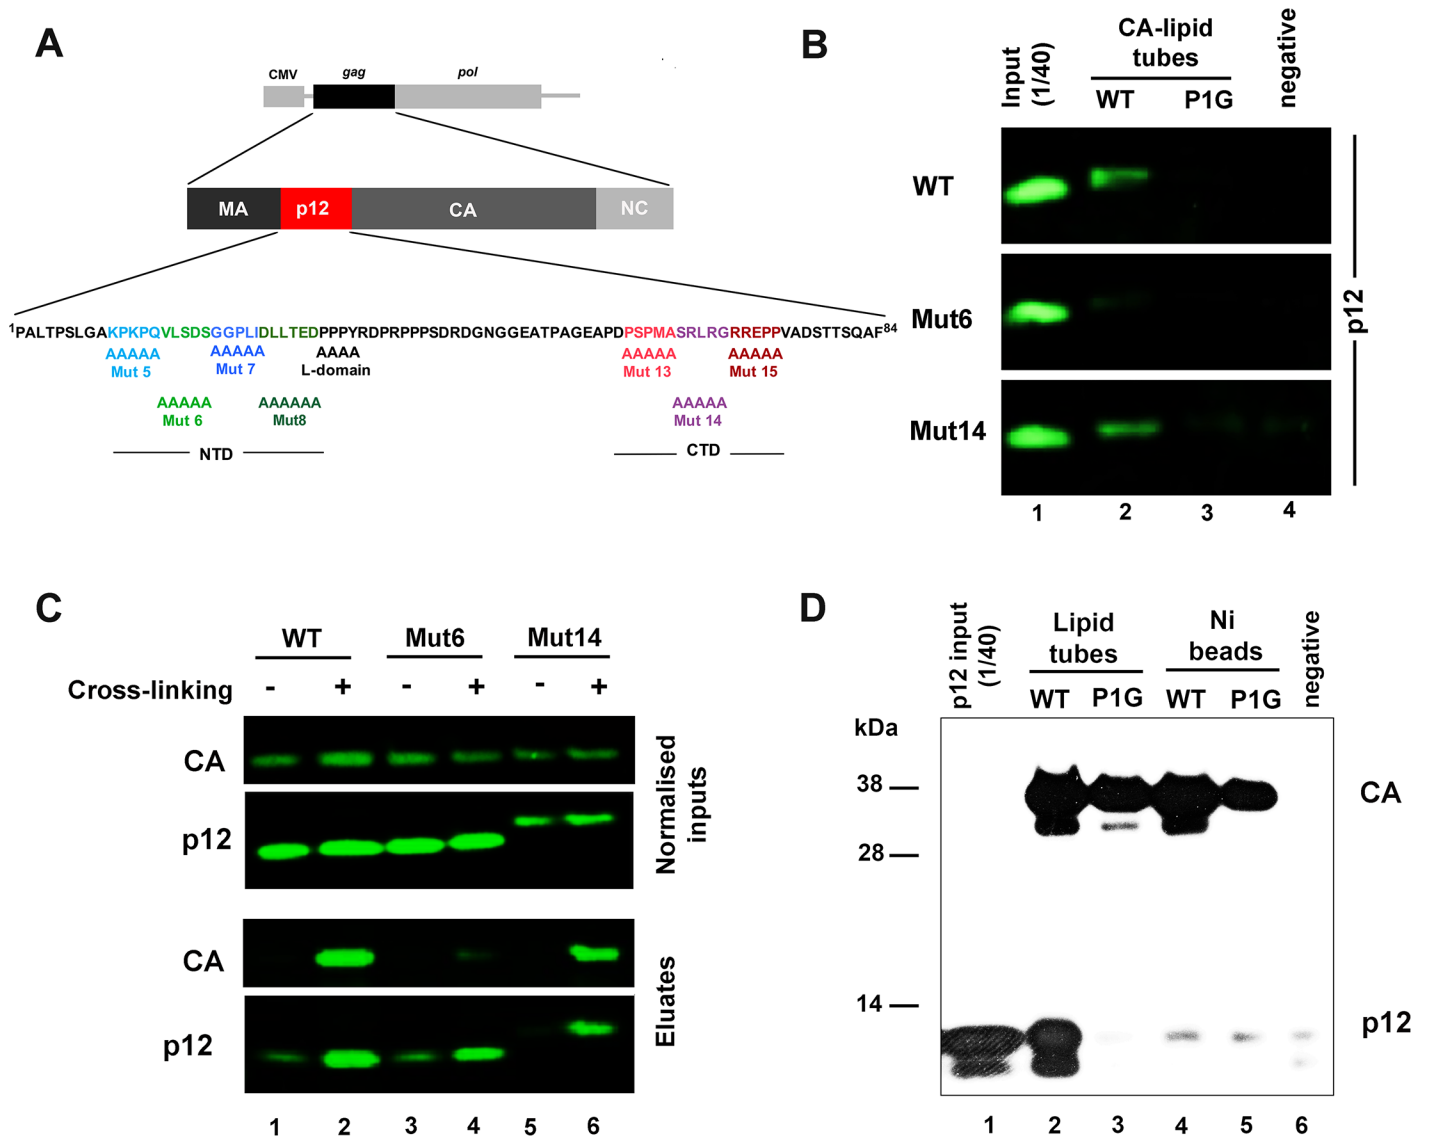 A
CMV gag pol
MA p12 CA NC
1PALTPSLGAKPKPQVLSDSGGPLIDLLTEDPPPYRDPRPPPSDRDGNGGEATPAGEAPDPSPMASRLRGRREPPVADSTTSQAF84
AAAAA AAAAA AAAA AAAAA AAAAA
Mut 5 Mut 7 L-domain Mut 13 Mut 15
AAAAA AAAAAA AAAAA
Mut 6 Mut8 Mut 14
NTD CTD
B
Input
(1/40)
CA-lipid
tubes
WT P1G
negative
WT
Mut6
Mut14
p12
1 2 3 4
C
WT Mut6 Mut14
Cross-linking - + - + - +
CA
p12
Normalised
inputs
CA
p12
Eluates
1 2 3 4 5 6
D
p12 input
(1/40)
Lipid
tubes
WT P1G
Ni
beads
WT P1G
negative
kDa
38
28
14
CA
p12
1 2 3 4 5 6